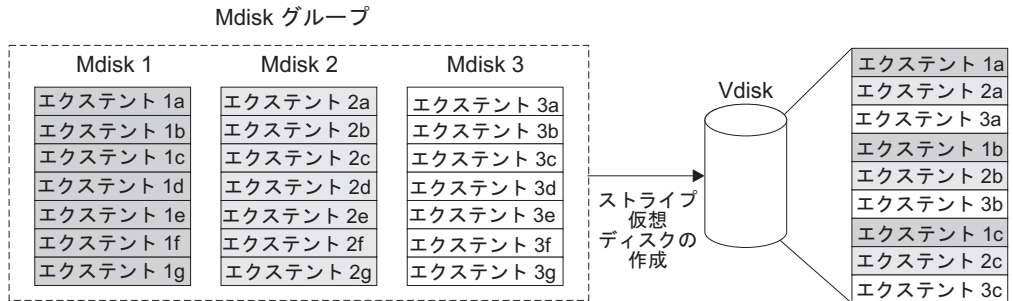 Mdisk グループ
Mdisk 1
エクステント 1a
エクステント 1b
エクステント 1c
エクステント 1d
エクステント 1e
エクステント 1f
エクステント 1g
Mdisk 2
エクステント 2a
エクステント 2b
エクステント 2c
エクステント 2d
エクステント 2e
エクステント 2f
エクステント 2g
Mdisk 3
エクステント 3a
エクステント 3b
エクステント 3c
エクステント 3d
エクステント 3e
エクステント 3f
エクステント 3g
ストライプ
仮想
ディスクの
作成
Vdisk
エクステント 1a
エクステント 2a
エクステント 3a
エクステント 1b
エクステント 2b
エクステント 3b
エクステント 1c
エクステント 2c
エクステント 3c